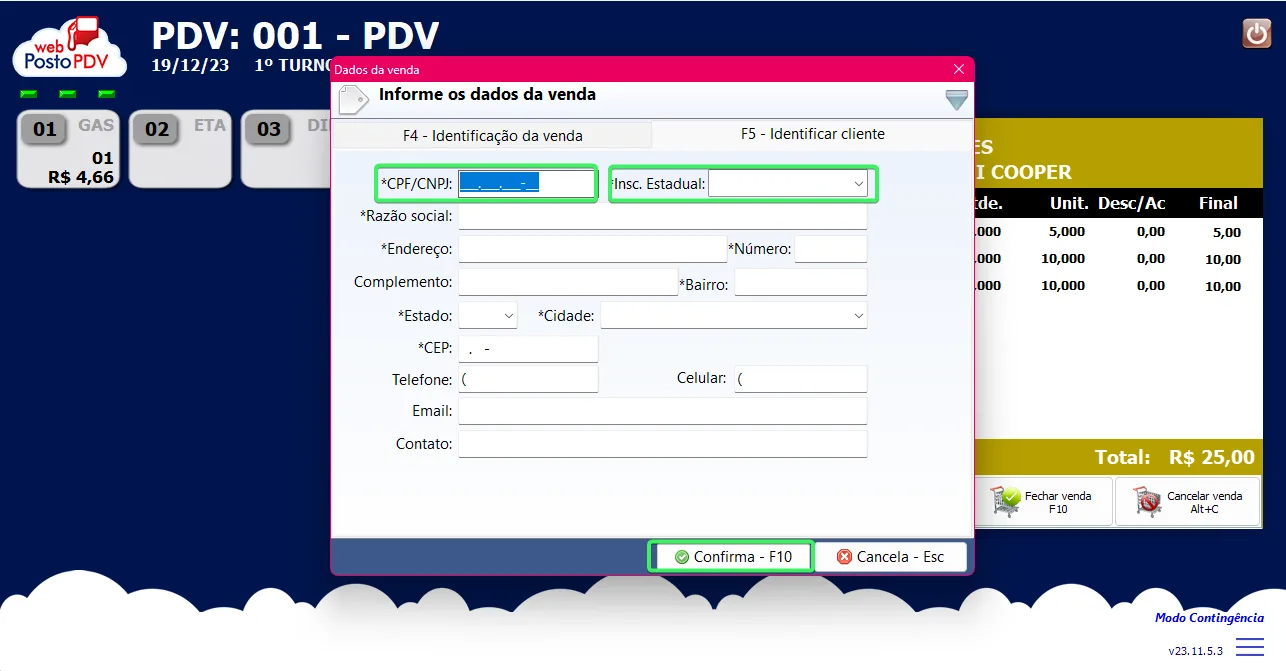 web
PostoPDV
PDV: 001 - PDV
19/12/23 1º TURNO
01 GAS
01
R$ 4,66
02 ETA
03 DI
Dados da venda
Informe os dados da venda
F4 - Identificação da venda
F5 - Identificar cliente
*CPF/CNPJ: __.__.__-__
*Insc. Estadual:
*Razão social:
*Endereço:
*Número:
Complemento:
*Bairro:
*Estado:
*Cidade:
*CEP: . -
Telefone: (
Celular: (
Email:
Contato:
Confirma - F10
Cancela - Esc
ES
I COOPER
tde. Unit. Desc/Ac Final
.000 5,000 0,00 5,00
.000 10,000 0,00 10,00
.000 10,000 0,00 10,00
Total: R$ 25,00
Fechar venda
F10
Cancelar venda
Alt+C
Modo Contingência
v23.11.5.3